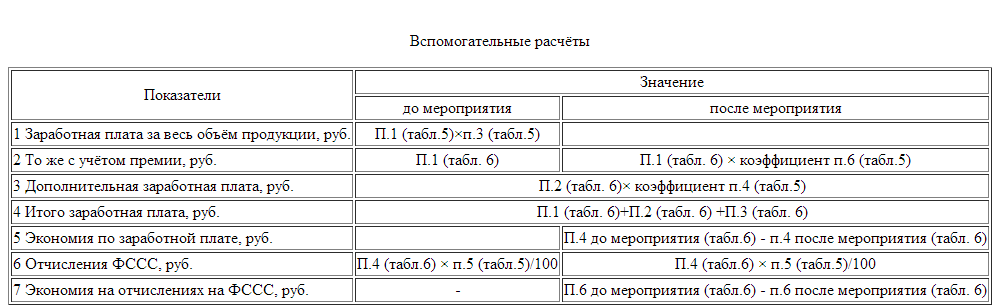 Вспомогательные расчёты
Показатели
Значение
до мероприятия
после мероприятия
1 Заработная плата за весь объём продукции, руб.
П.1 (табл.5)×п.3 (табл.5)
2 То же с учётом премии, руб.
П.1 (табл. 6)
П.1 (табл. 6) × коэффициент п.6 (табл.5)
3 Дополнительная заработная плата, руб.
П.2 (табл. 6)× коэффициент п.4 (табл.5)
4 Итого заработная плата, руб.
П.1 (табл. 6)+П.2 (табл. 6) +П.3 (табл. 6)
5 Экономия по заработной плате, руб.
П.4 до мероприятия (табл.6) - п.4 после мероприятия (табл. 6)
6 Отчисления ФССС, руб.
П.4 (табл.6) × п.5 (табл.5)/100
П.4 (табл.6) × п.5 (табл.5)/100
7 Экономия на отчислениях на ФССС, руб.
-
П.6 до мероприятия (табл.6) - п.6 после мероприятия (табл. 6)